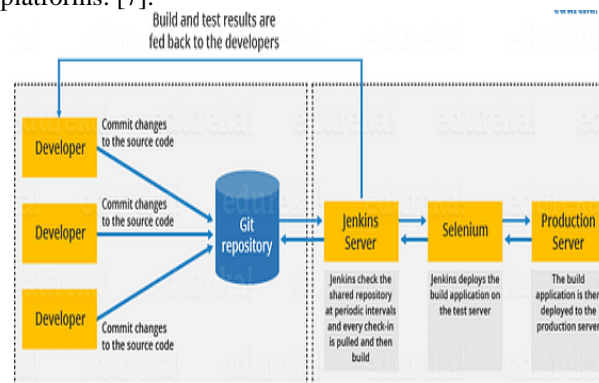 platforms. [7].
Build and test results are
fed back to the developers
Developer
Commit changes
to the source code
Developer
Commit changes
to the source code
Developer
Commit changes
to the source code
Git
repository
Jenkins
Server
Jenkins check the
shared repository
at periodic intervals
and every check-in
is pulled and then
build
Selenium
Jenkins deploys the
build application on
the test server
Production
Server
The build
application is then
deployed to the
production server
edureka!